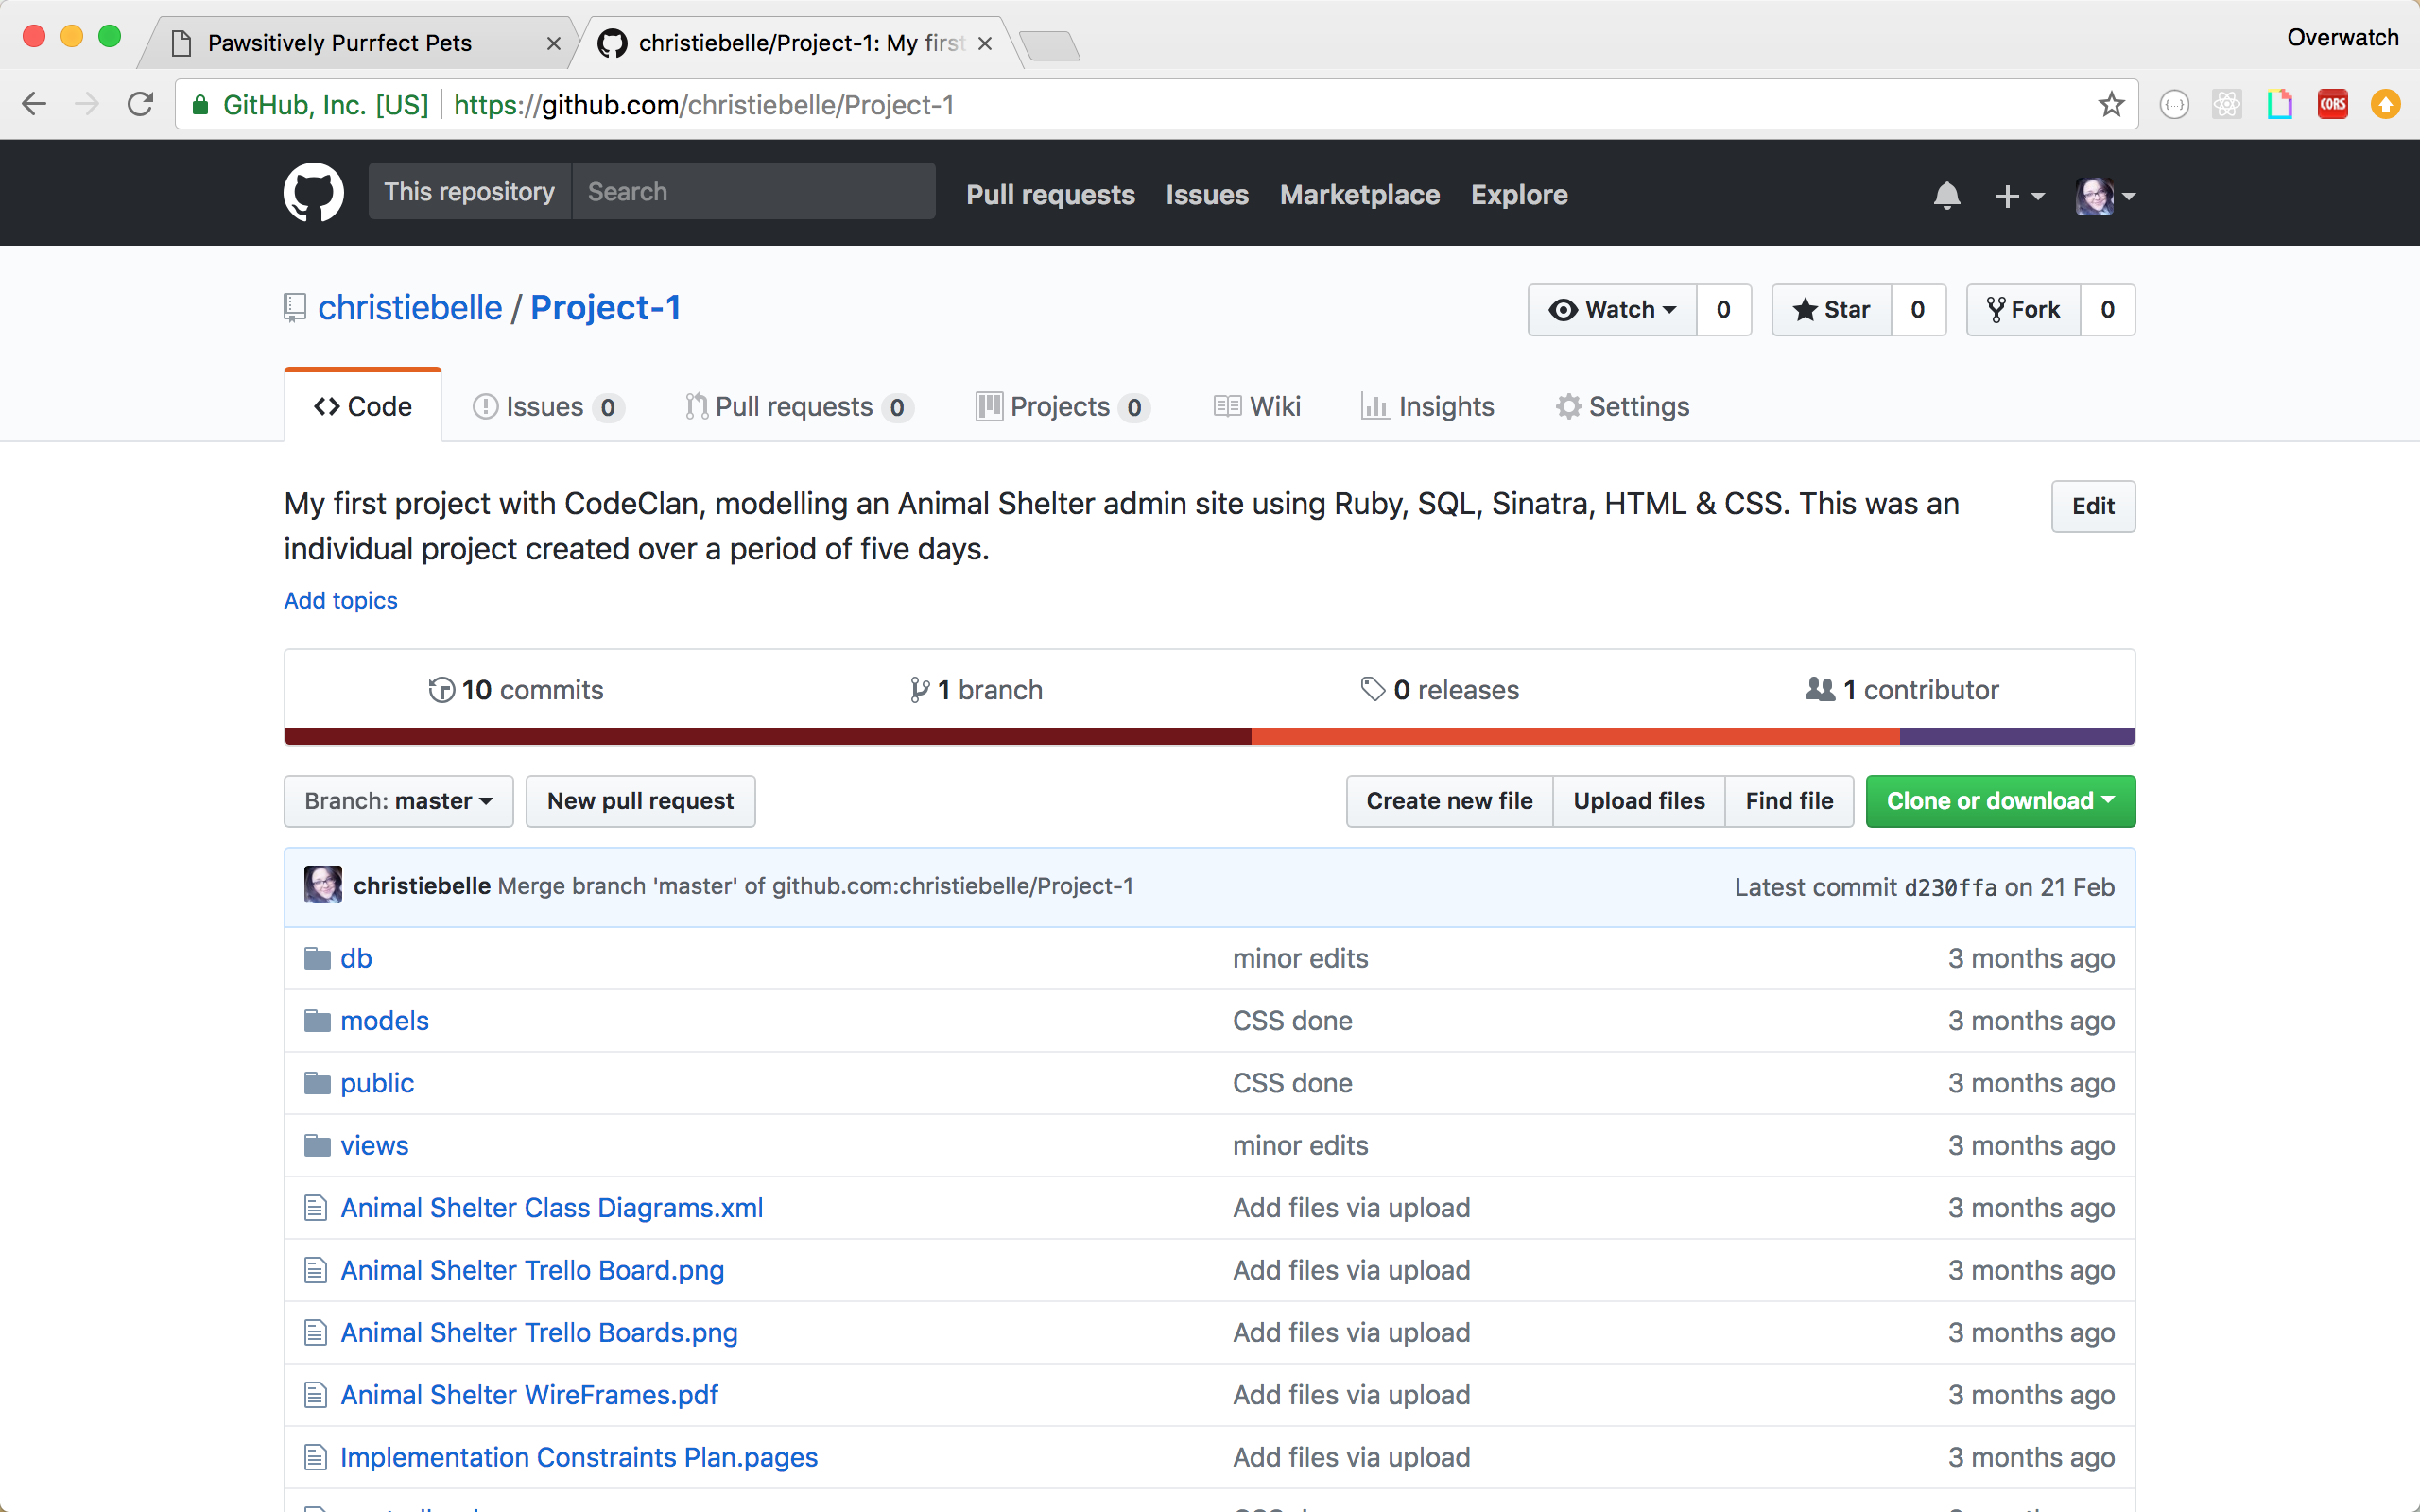 Pawsitively Purrfect Pets
christiebelle/Project-1: My first
Overwatch
GitHub, Inc. [US]
https://github.com/christiebelle/Project-1
{...}
CORS
This repository
Search
Pull requests
Issues
Marketplace
Explore
christiebelle / Project-1
Watch 0
Star 0
Fork 0
Code
Issues 0
Pull requests 0
Projects 0
Wiki
Insights
Settings
My first project with CodeClan, modelling an Animal Shelter admin site using Ruby, SQL, Sinatra, HTML & CSS. This was an
individual project created over a period of five days.
Edit
Add topics
10 commits
1 branch
0 releases
1 contributor
Branch: master
New pull request
Create new file
Upload files
Find file
Clone or download
christiebelle Merge branch 'master' of github.com:christiebelle/Project-1
Latest commit d230ffa on 21 Feb
db minor edits 3 months ago
models CSS done 3 months ago
public CSS done 3 months ago
views minor edits 3 months ago
Animal Shelter Class Diagrams.xml Add files via upload 3 months ago
Animal Shelter Trello Board.png Add files via upload 3 months ago
Animal Shelter Trello Boards.png Add files via upload 3 months ago
Animal Shelter WireFrames.pdf Add files via upload 3 months ago
Implementation Constraints Plan.pages Add files via upload 3 months ago